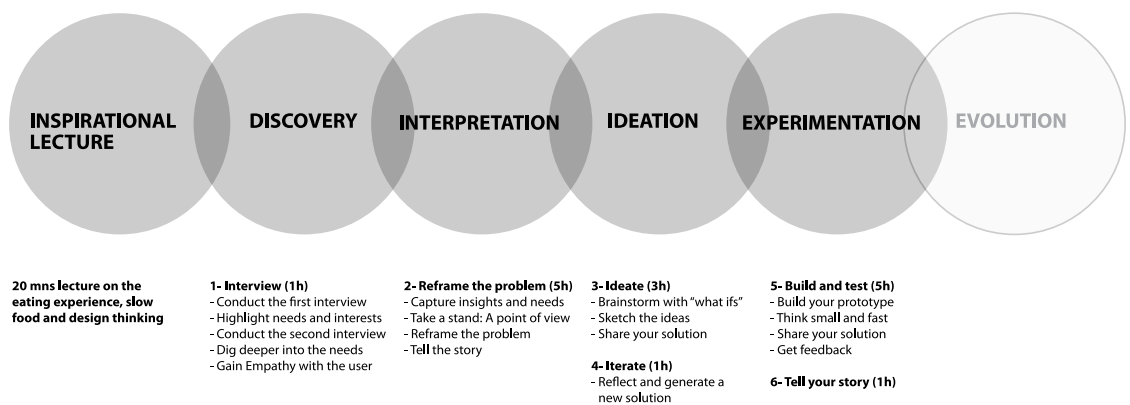 INSPIRATIONAL
LECTURE
DISCOVERY
INTERPRETATION
IDEATION
EXPERIMENTATION
EVOLUTION
20 mns lecture on the
eating experience, slow
food and design thinking
1- Interview (1h)
- Conduct the first interview
- Highlight needs and interests
- Conduct the second interview
- Dig deeper into the needs
- Gain Empathy with the user
2- Reframe the problem (5h)
- Capture insights and needs
- Take a stand: A point of view
- Reframe the problem
- Tell the story
3- Ideate (3h)
- Brainstorm with "what ifs"
- Sketch the ideas
- Share your solution
4- Iterate (1h)
- Reflect and generate a
new solution
5- Build and test (5h)
- Build your prototype
- Think small and fast
- Share your solution
- Get feedback
6- Tell your story (1h)